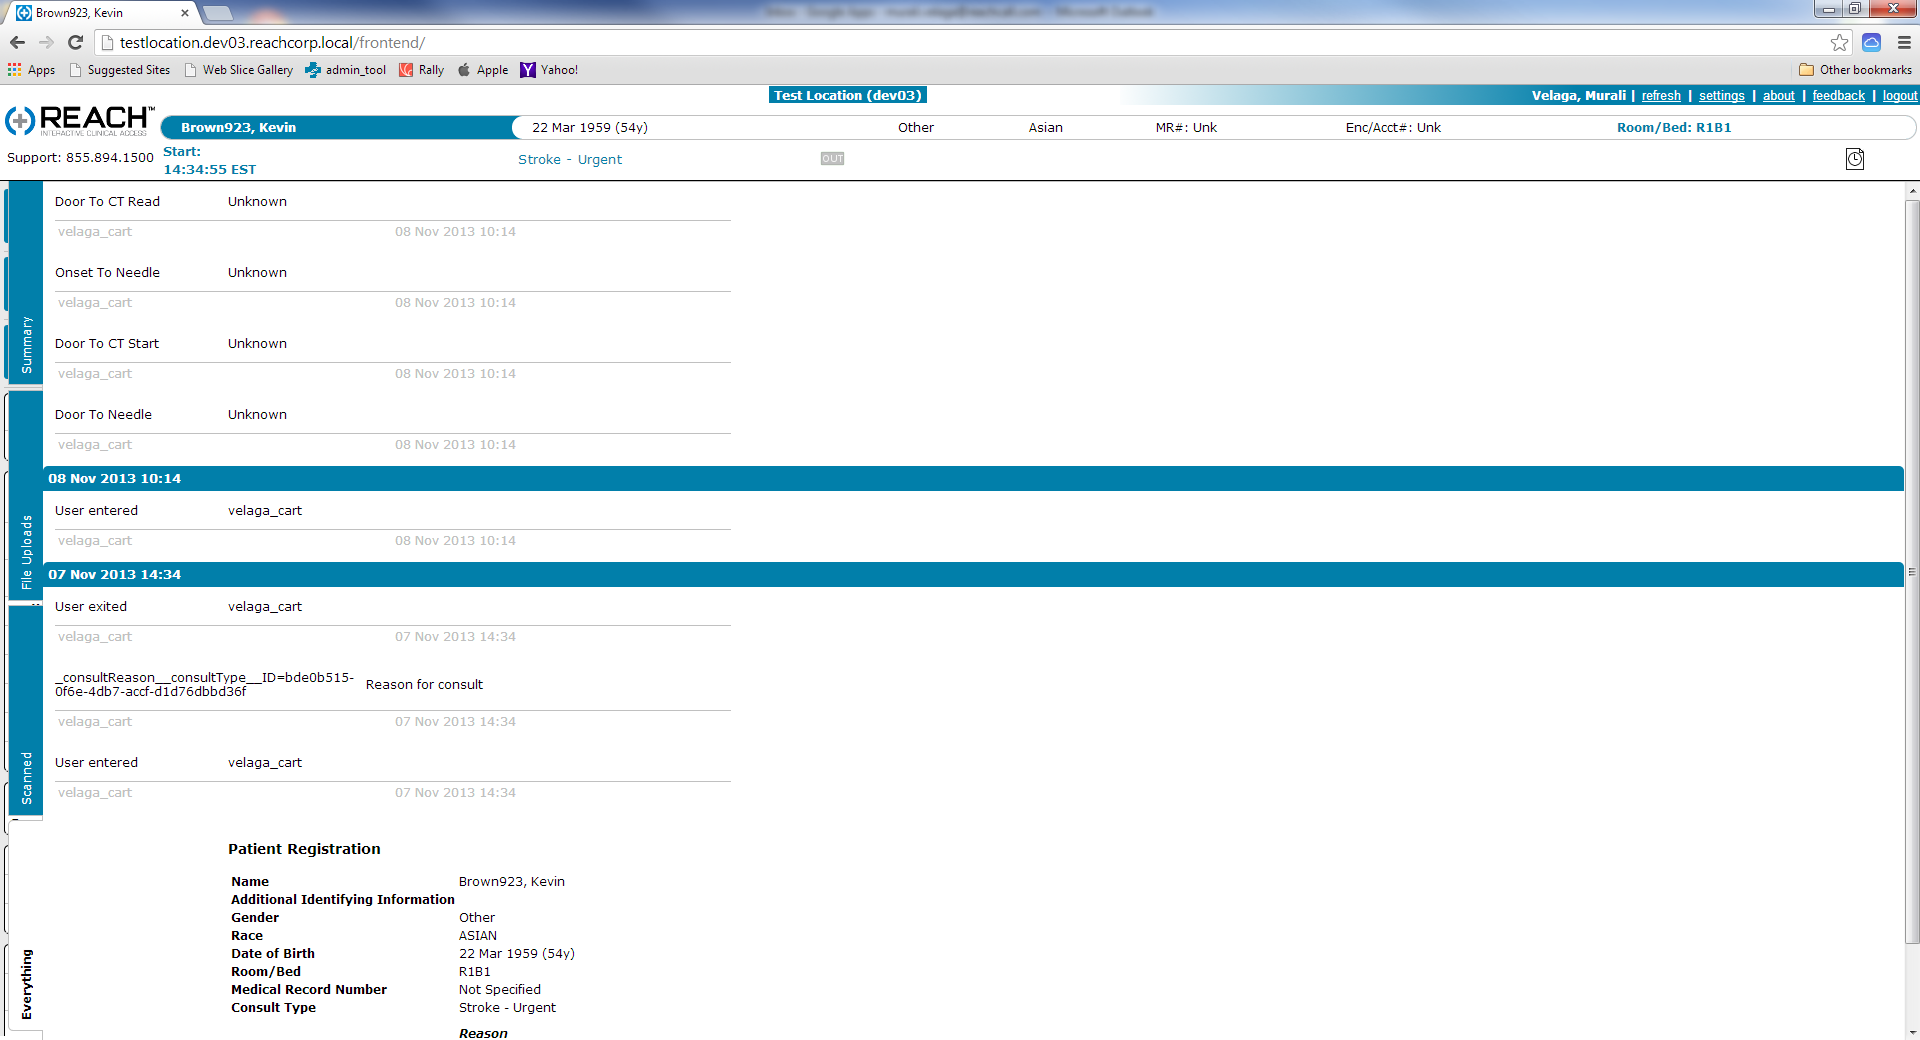 Brown923, Kevin
testlocation.dev03.reachcorp.local/frontend/
Apps Suggested Sites Web Slice Gallery admin_tool Rally Apple Yahoo! Other bookmarks
Test Location (dev03) Velaga, Murali | refresh | settings | about | feedback | logout
REACH™
INTERACTIVE CLINICAL ACCESS
Brown923, Kevin 22 Mar 1959 (54y) Other Asian MR#: Unk Enc/Acct#: Unk Room/Bed: R1B1
Support: 855.894.1500
Start:
14:34:55 EST
Stroke - Urgent
OUT
Summary
File Uploads
Scanned
Everything
Door To CT Read Unknown
velaga_cart 08 Nov 2013 10:14
Onset To Needle Unknown
velaga_cart 08 Nov 2013 10:14
Door To CT Start Unknown
velaga_cart 08 Nov 2013 10:14
Door To Needle Unknown
velaga_cart 08 Nov 2013 10:14
08 Nov 2013 10:14
User entered velaga_cart
velaga_cart 08 Nov 2013 10:14
07 Nov 2013 14:34
User exited velaga_cart
velaga_cart 07 Nov 2013 14:34
_consultReason__consultType__ID=bde0b515-
0f6e-4db7-accf-d1d76dbbd36f
Reason for consult
velaga_cart 07 Nov 2013 14:34
User entered velaga_cart
velaga_cart 07 Nov 2013 14:34
Patient Registration
Name Brown923, Kevin
Additional Identifying Information
Gender Other
Race ASIAN
Date of Birth 22 Mar 1959 (54y)
Room/Bed R1B1
Medical Record Number Not Specified
Consult Type Stroke - Urgent
Reason